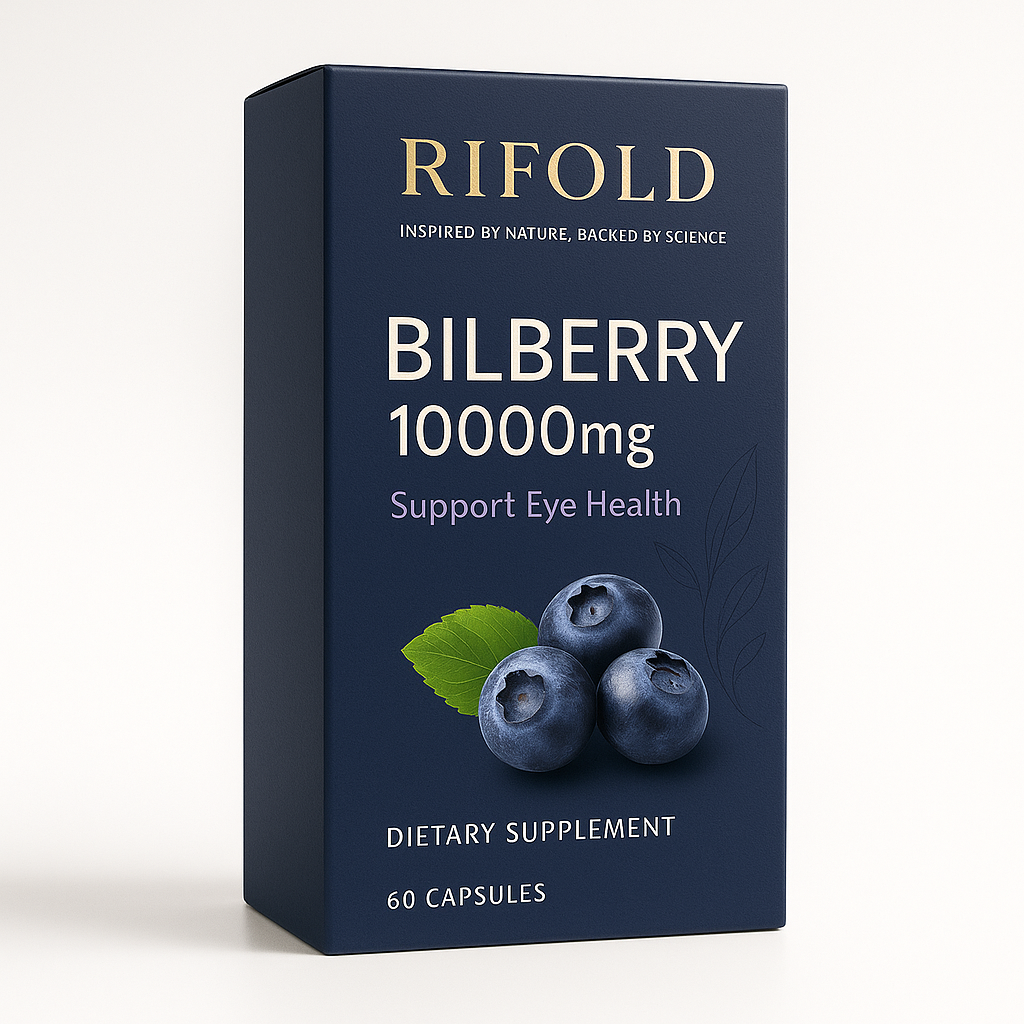 RIFOLD
INSPIRED BY NATURE, BACKED BY SCIENCE
BILBERRY
10000mg
Support Eye Health
DIETARY SUPPLEMENT
60 CAPSULES